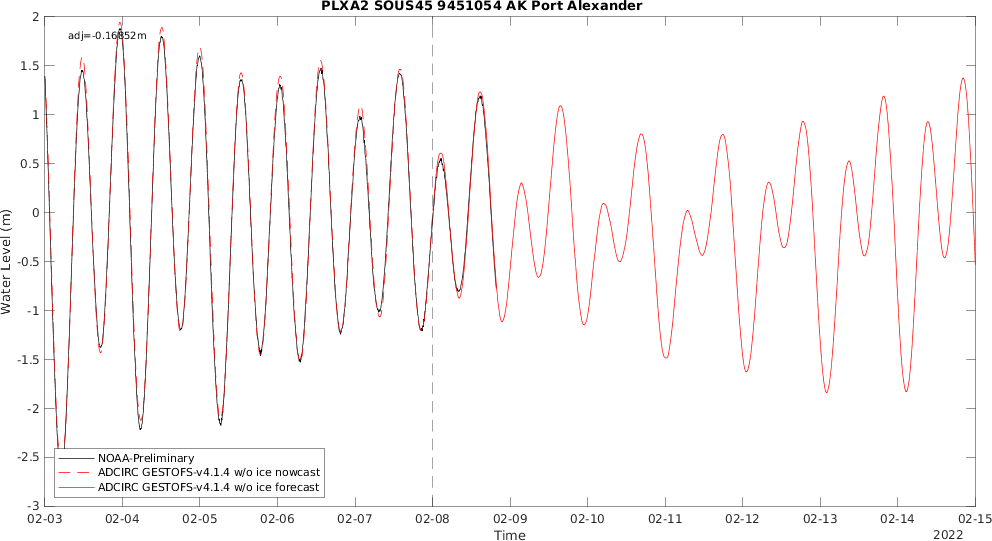 PLXA2 SOUS45 9451054 AK Port Alexander
adj=-0.16852m
Water Level (m)
2
1.5
1
0.5
0
-0.5
-1
-1.5
-2
-2.5
-3
NOAA-Preliminary
ADCIRC GESTOFS-v4.1.4 w/o ice nowcast
ADCIRC GESTOFS-v4.1.4 w/o ice forecast
02-03 02-04 02-05 02-06 02-07 02-08 02-09 02-10 02-11 02-12 02-13 02-14 02-15
Time
2022